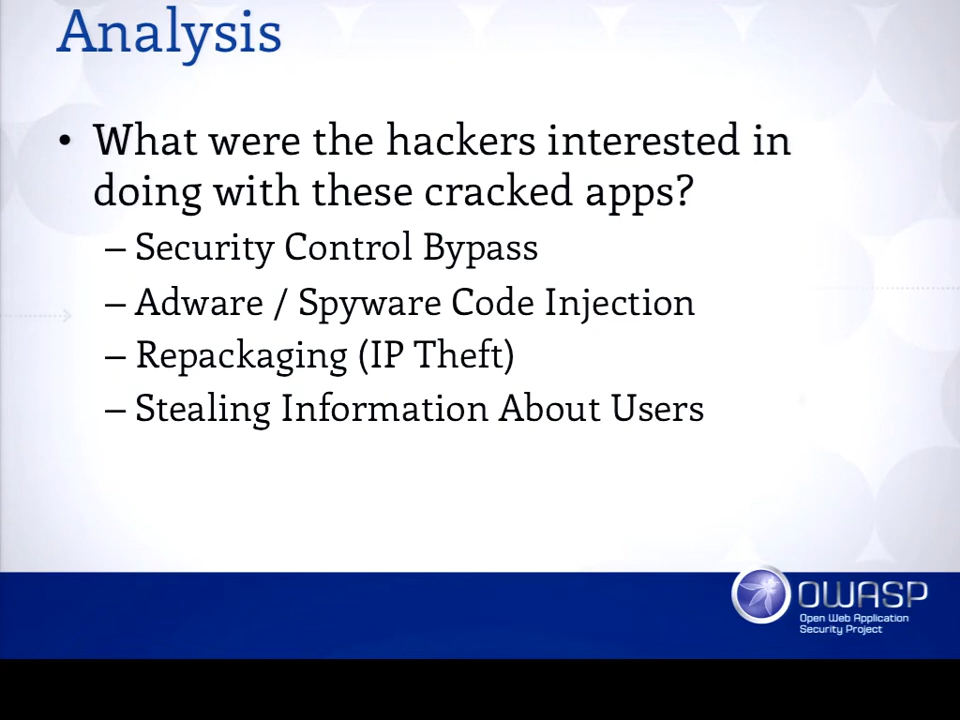 Analysis
• What were the hackers interested in
doing with these cracked apps?
– Security Control Bypass
– Adware / Spyware Code Injection
– Repackaging (IP Theft)
– Stealing Information About Users
OWASP
Open Web Application
Security Project